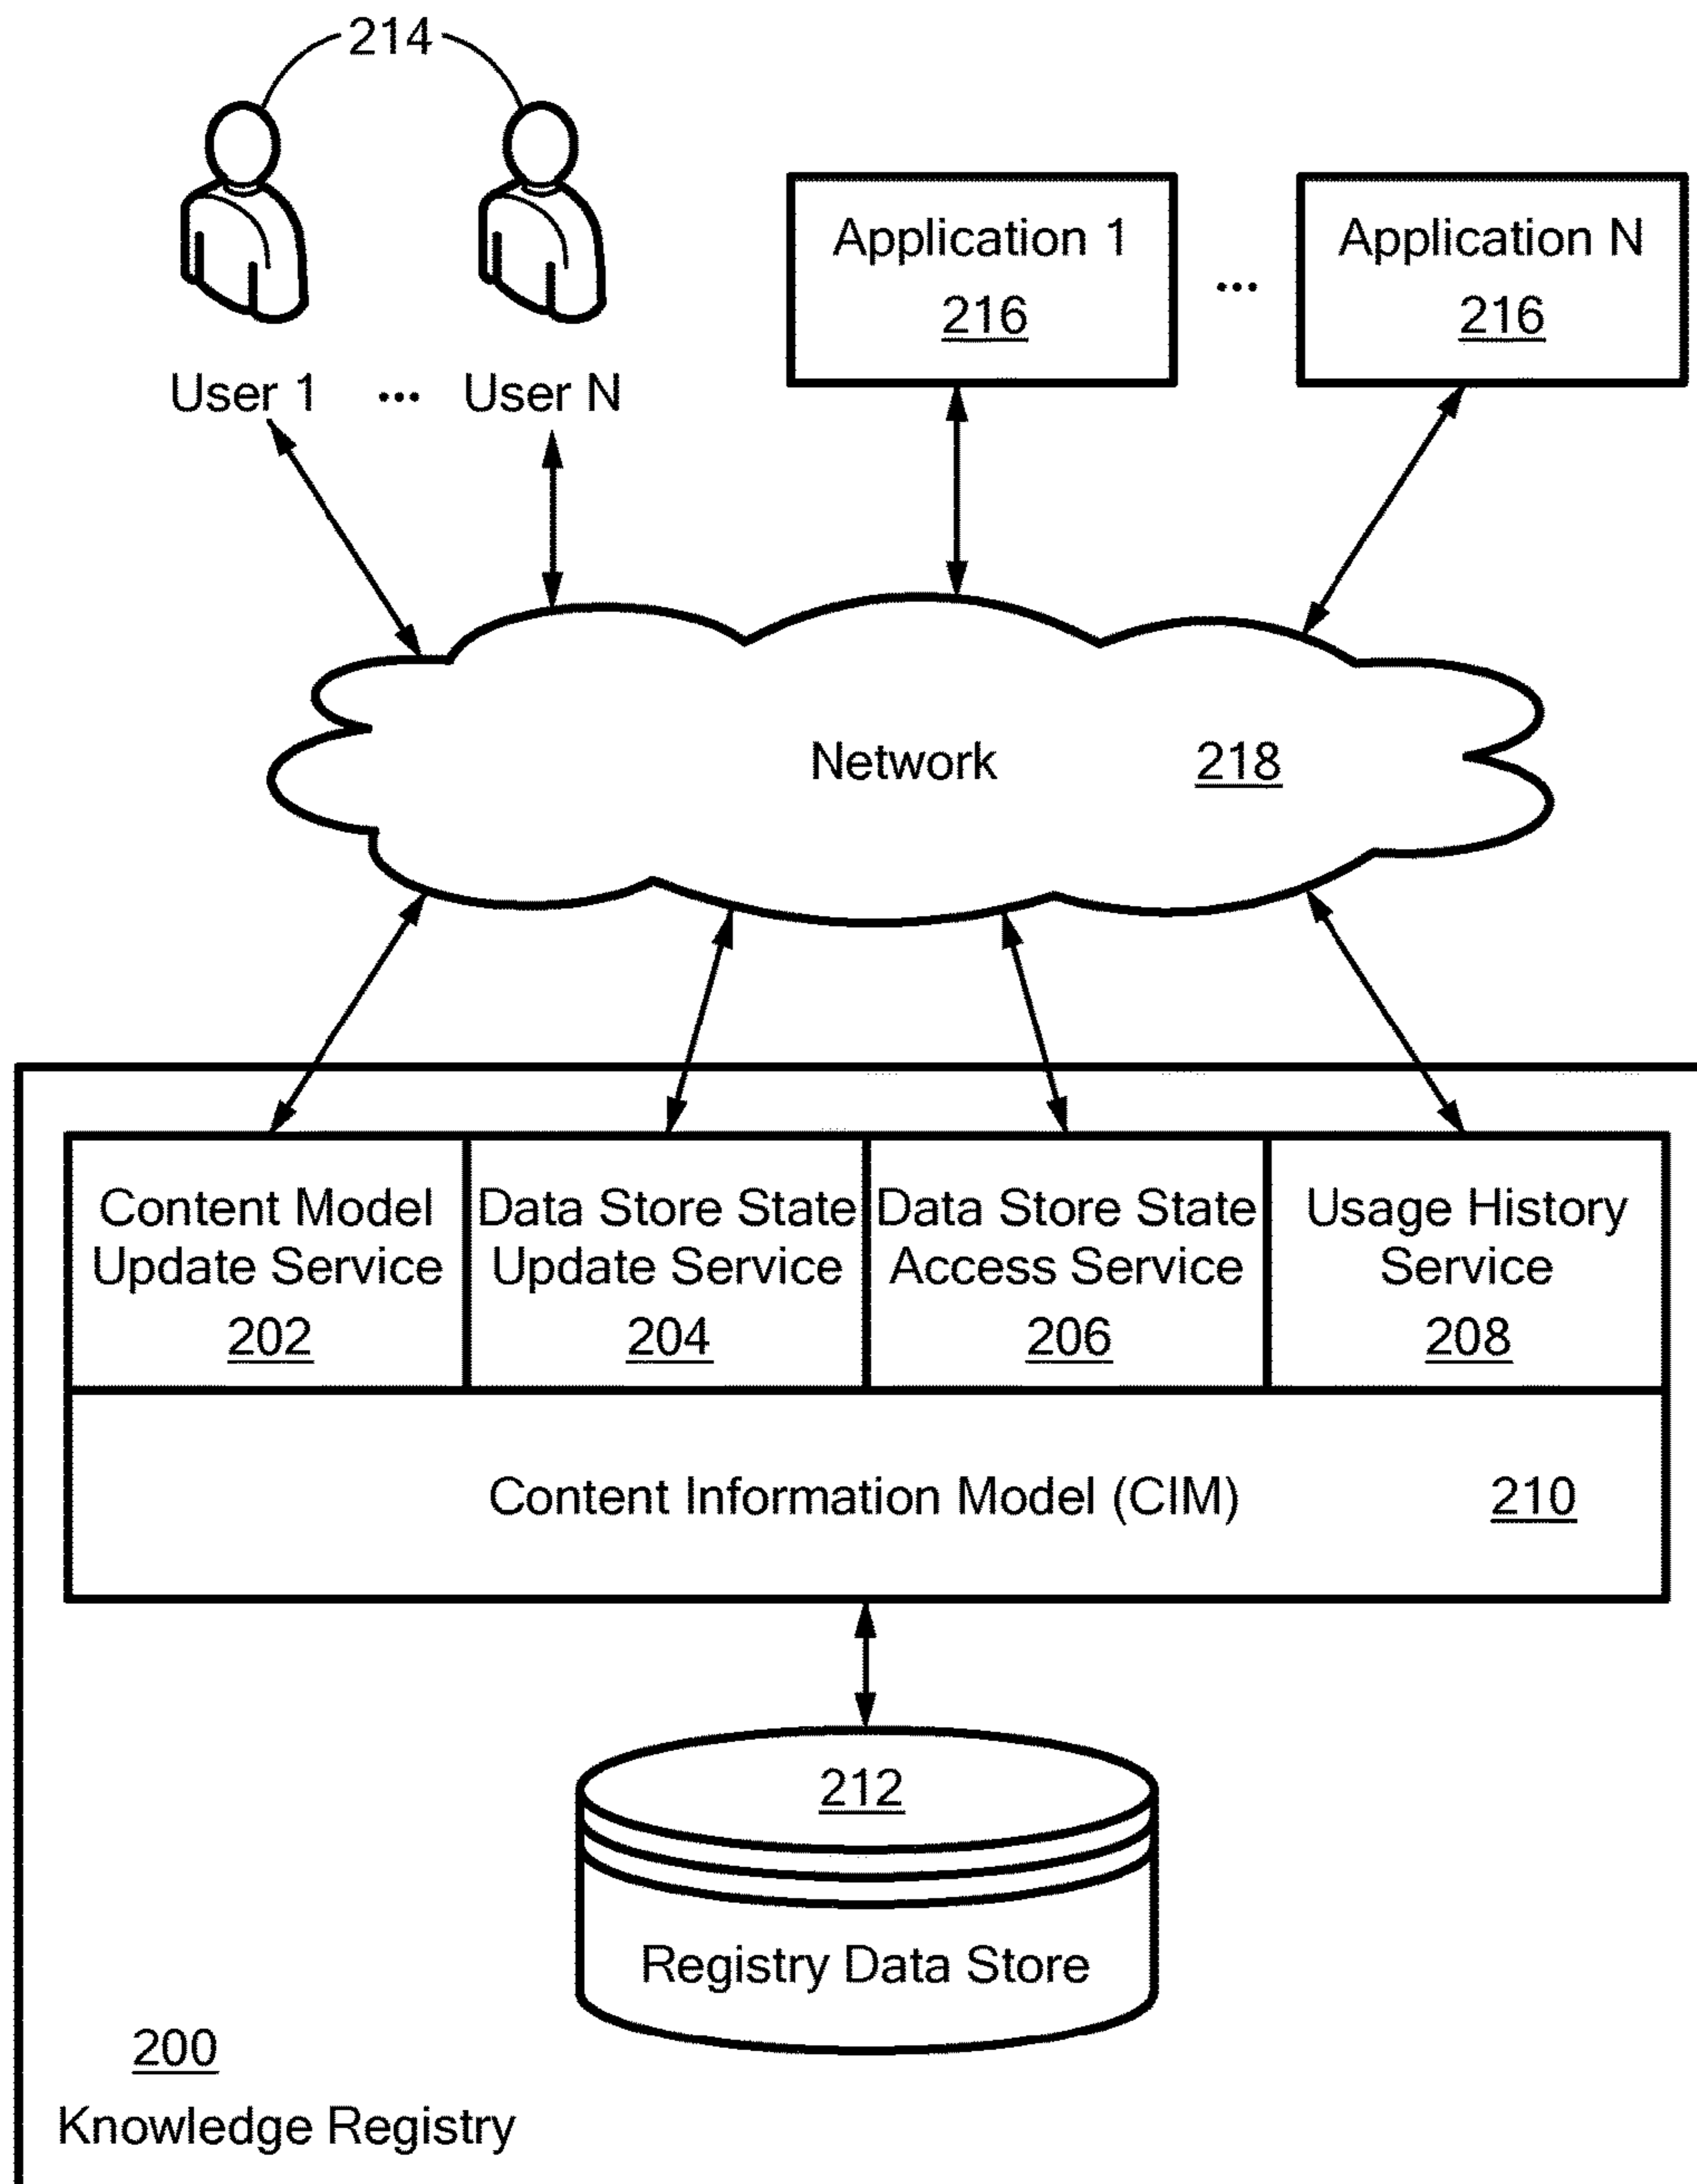 214
User 1 ... User N
Application 1
216
...
Application N
216
Network 218
Content Model
Update Service
202
Data Store State
Update Service
204
Data Store State
Access Service
206
Usage History
Service
208
Content Information Model (CIM) 210
212
Registry Data Store
200
Knowledge Registry